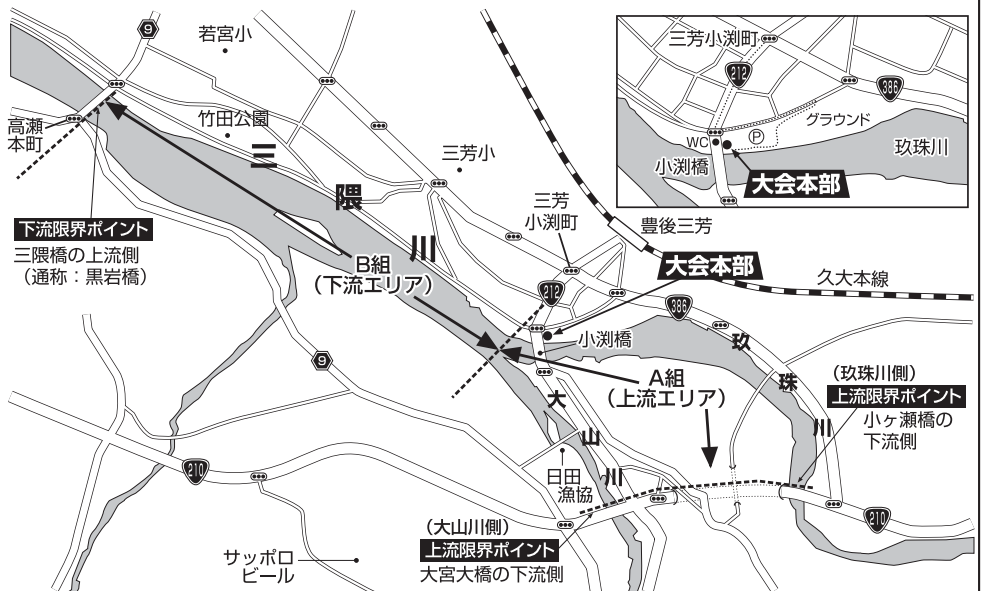 9
若宮小
竹田公園
高瀬
本町
三隈川
三芳小
下流限界ポイント
三隈橋の上流側
（通称：黒岩橋）
B組
（下流エリア）
三芳
小渕町
212
豊後三芳
大会本部
久大本線
386
小渕橋
玖珠川
A組
（上流エリア）
（玖珠川側）
上流限界ポイント
小ヶ瀬橋の
下流側
9
大山川
日田
漁協
210
210
（大山川側）
上流限界ポイント
大宮大橋の下流側
サッポロ
ビール
三芳小渕町
212
386
グラウンド
P
WC
小渕橋
玖珠川
大会本部